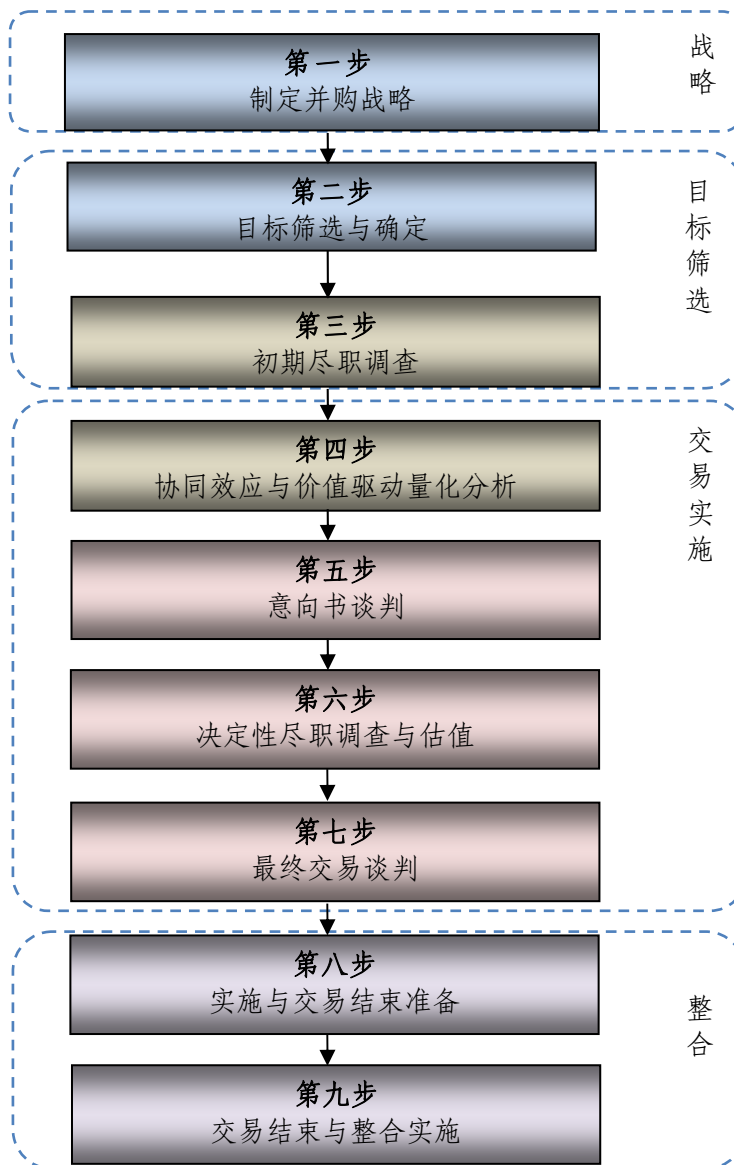 第一步
制定并购战略
战略
第二步
目标筛选与确定
目标筛选
第三步
初期尽职调查
第四步
协同效应与价值驱动量化分析
交易实施
第五步
意向书谈判
第六步
决定性尽职调查与估值
第七步
最终交易谈判
第八步
实施与交易结束准备
整合
第九步
交易结束与整合实施